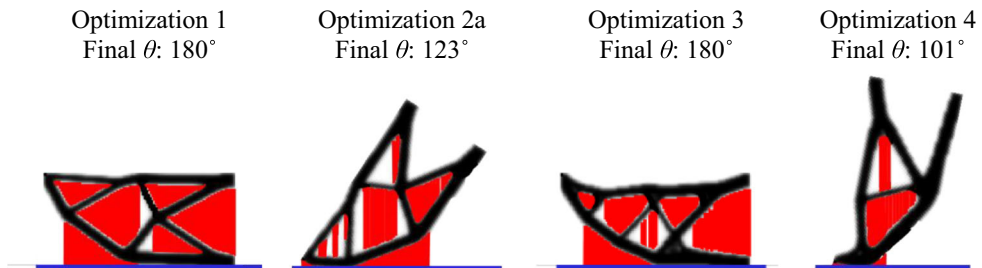 Optimization 1
Final θ: 180°
Optimization 2a
Final θ: 123°
Optimization 3
Final θ: 180°
Optimization 4
Final θ: 101°